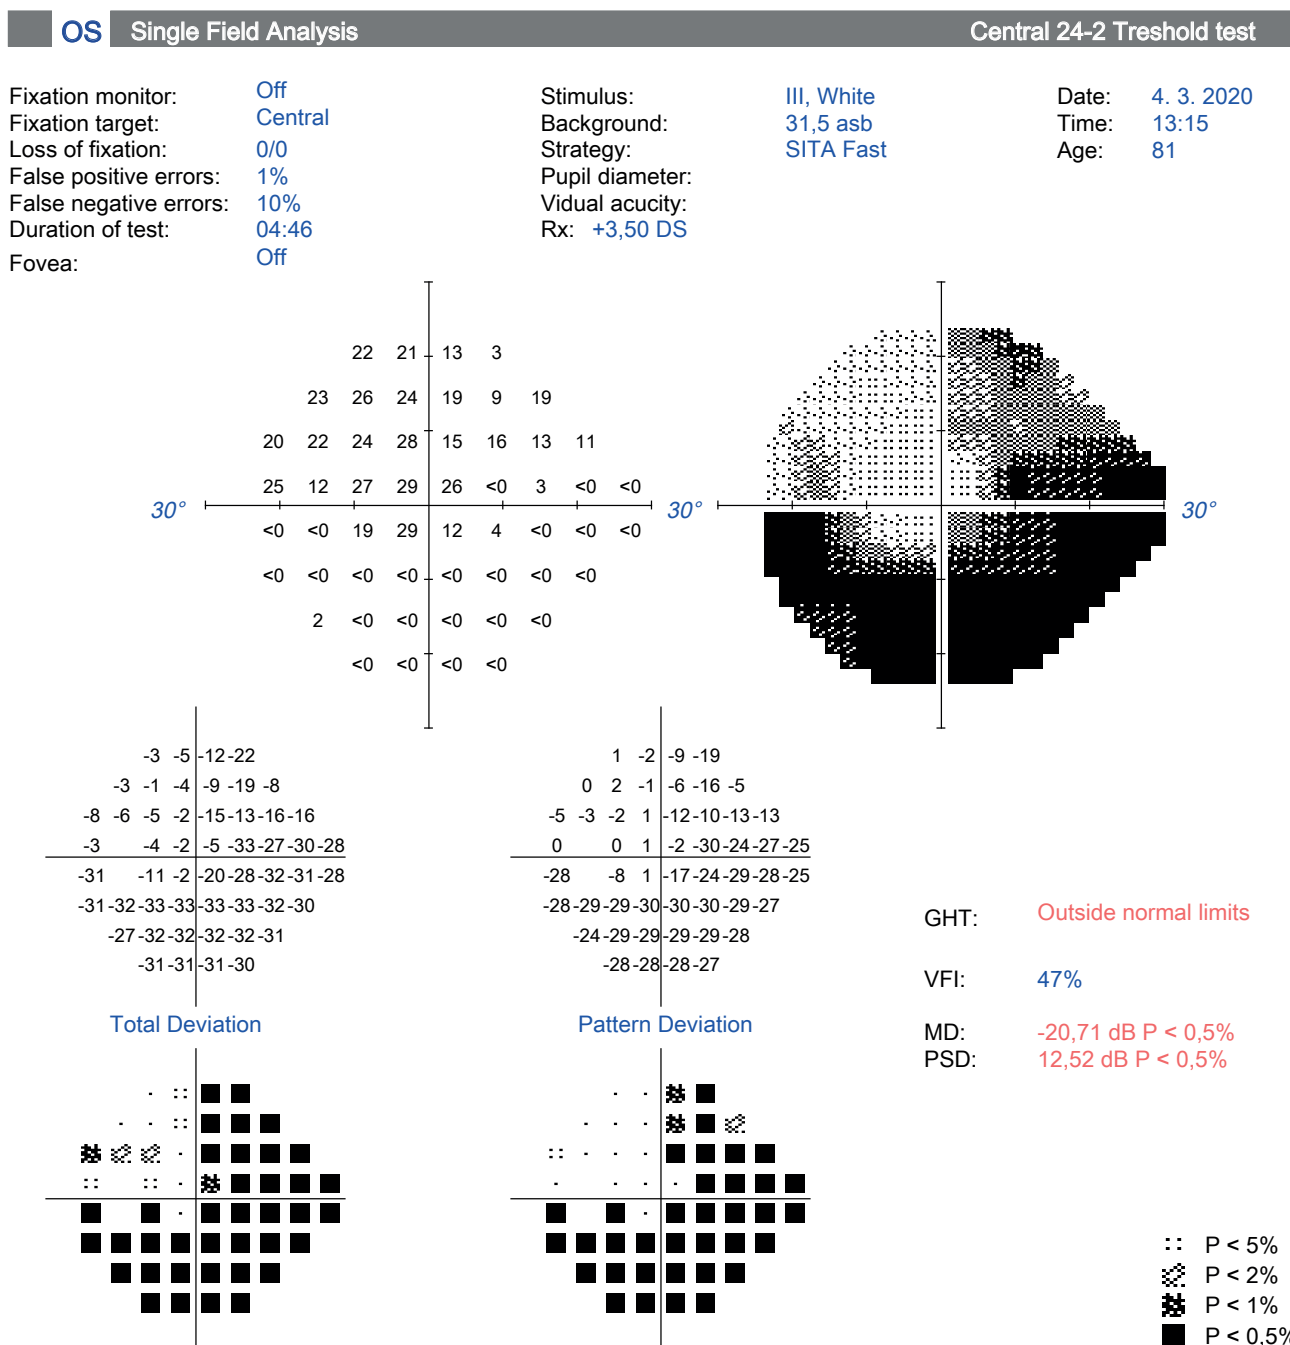 OS Single Field Analysis Central 24-2 Treshold test
Fixation monitor: Off Stimulus: III, White Date: 4. 3. 2020
Fixation target: Central Background: 31,5 asb Time: 13:15
Loss of fixation: 0/0 Strategy: SITA Fast Age: 81
False positive errors: 1% Pupil diameter:
False negative errors: 10% Vidual acucity:
Duration of test: 04:46 Rx: +3,50 DS
Fovea: Off
22 21 13 3
23 26 24 19 9 19
20 22 24 28 15 16 13 11
25 12 27 29 26 <0 3 <0 <0
30° 30° 30°
<0 <0 19 29 12 4 <0 <0 <0
<0 <0 <0 <0 <0 <0 <0 <0
2 <0 <0 <0 <0 <0
<0 <0 <0 <0
-3 -5 -12 -22 1 -2 -9 -19
-3 -1 -4 -9 -19 -8 0 2 -1 -6 -16 -5
-8 -6 -5 -2 -15 -13 -16 -16 -5 -3 -2 1 -12 -10 -13 -13
-3 -4 -2 -5 -33 -27 -30 -28 0 0 1 -2 -30 -24 -27 -25
-31 -11 -2 -20 -28 -32 -31 -28 -28 -8 1 -17 -24 -29 -28 -25
-31 -32 -33 -33 -33 -33 -32 -30 -28 -29 -29 -30 -30 -30 -29 -27
-27 -32 -32 -32 -32 -31 -24 -29 -29 -29 -29 -28
-31 -31 -31 -30 -28 -28 -28 -27
GHT: Outside normal limits
VFI: 47%
Total Deviation Pattern Deviation
MD: -20,71 dB P < 0,5%
PSD: 12,52 dB P < 0,5%
P < 5%
P < 2%
P < 1%
P < 0,5%